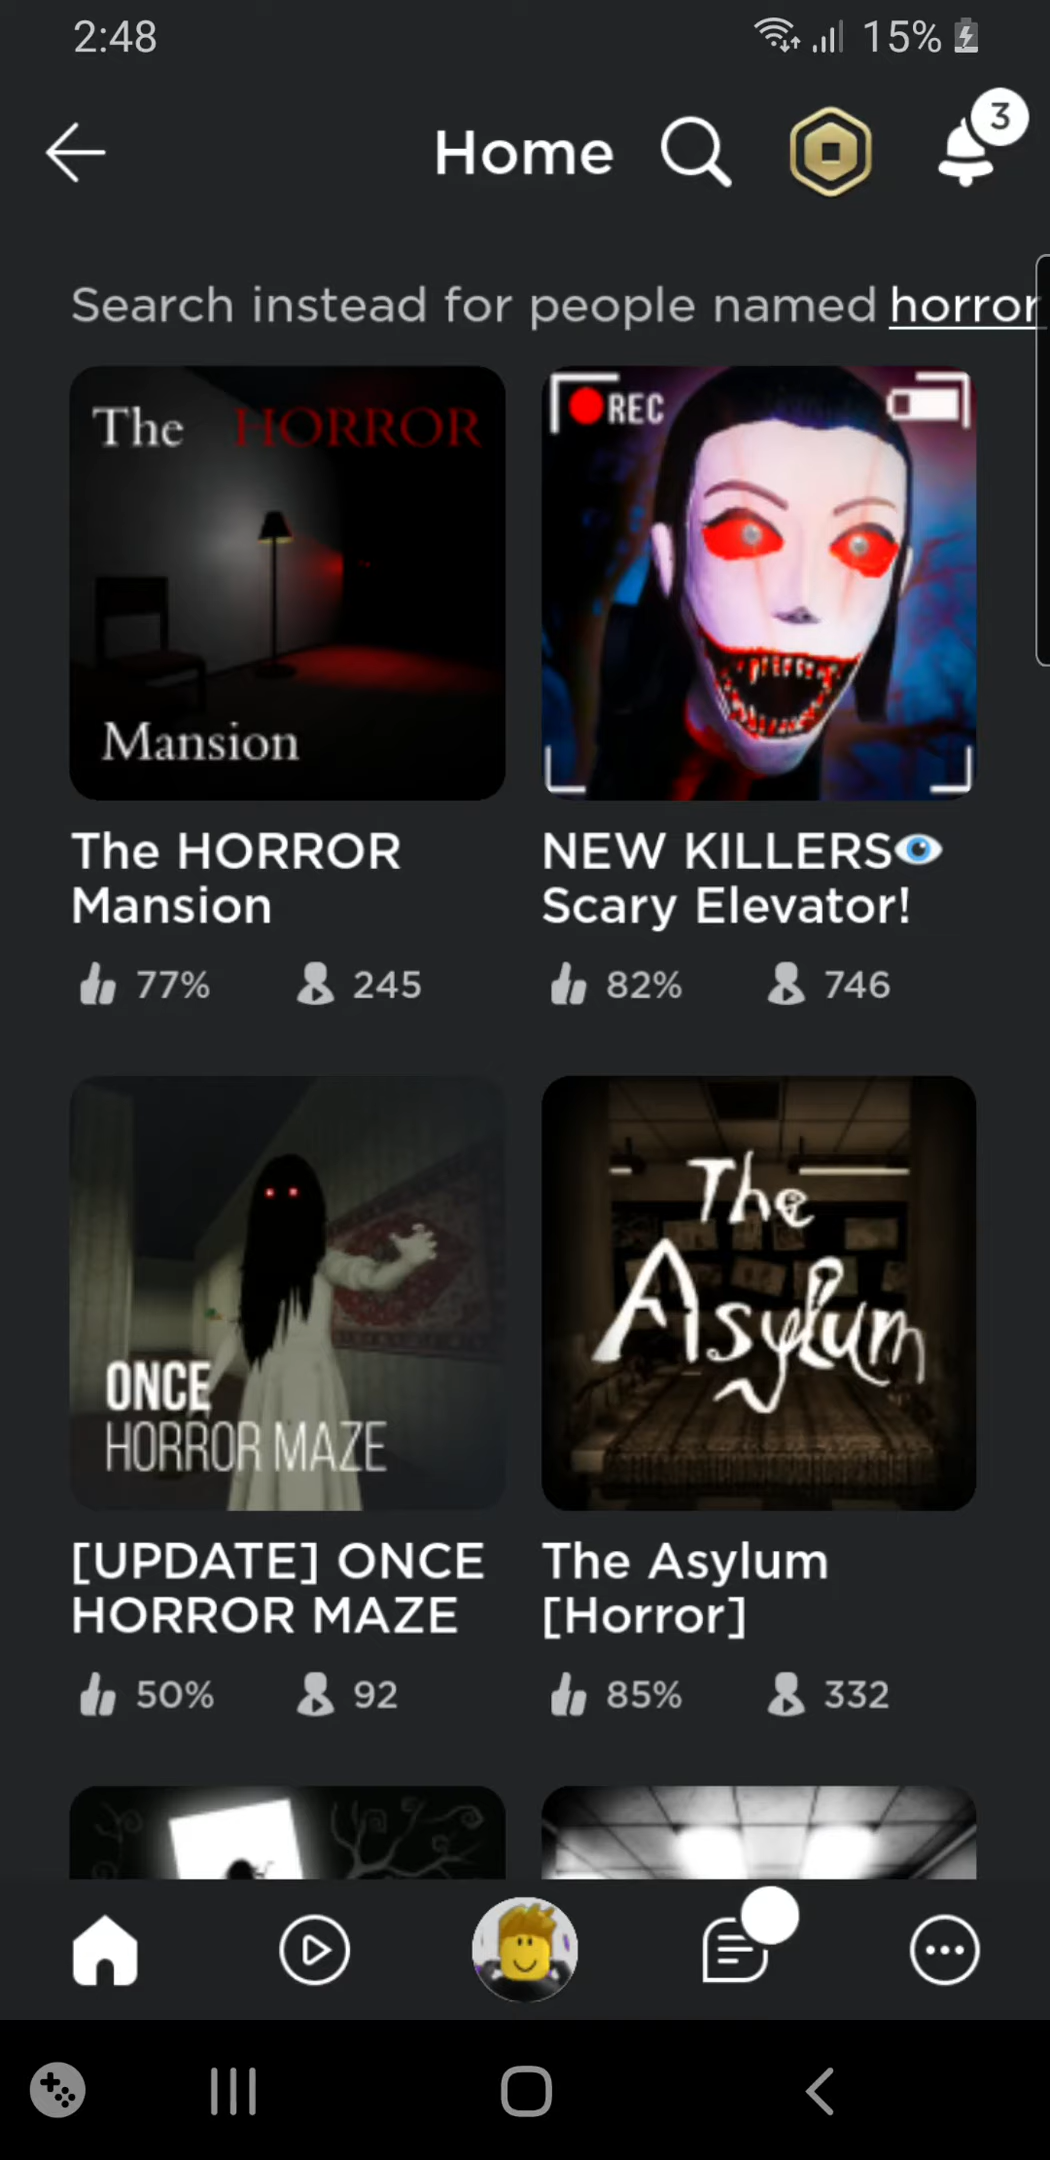 2:48
15%
Home
3
Search instead for people named horror
The HORROR
Mansion
REC
The HORROR
Mansion
77%
245
NEW KILLERS👁
Scary Elevator!
82%
746
ONCE
HORROR MAZE
The
Asylum
[UPDATE] ONCE
HORROR MAZE
50%
92
The Asylum
[Horror]
85%
332